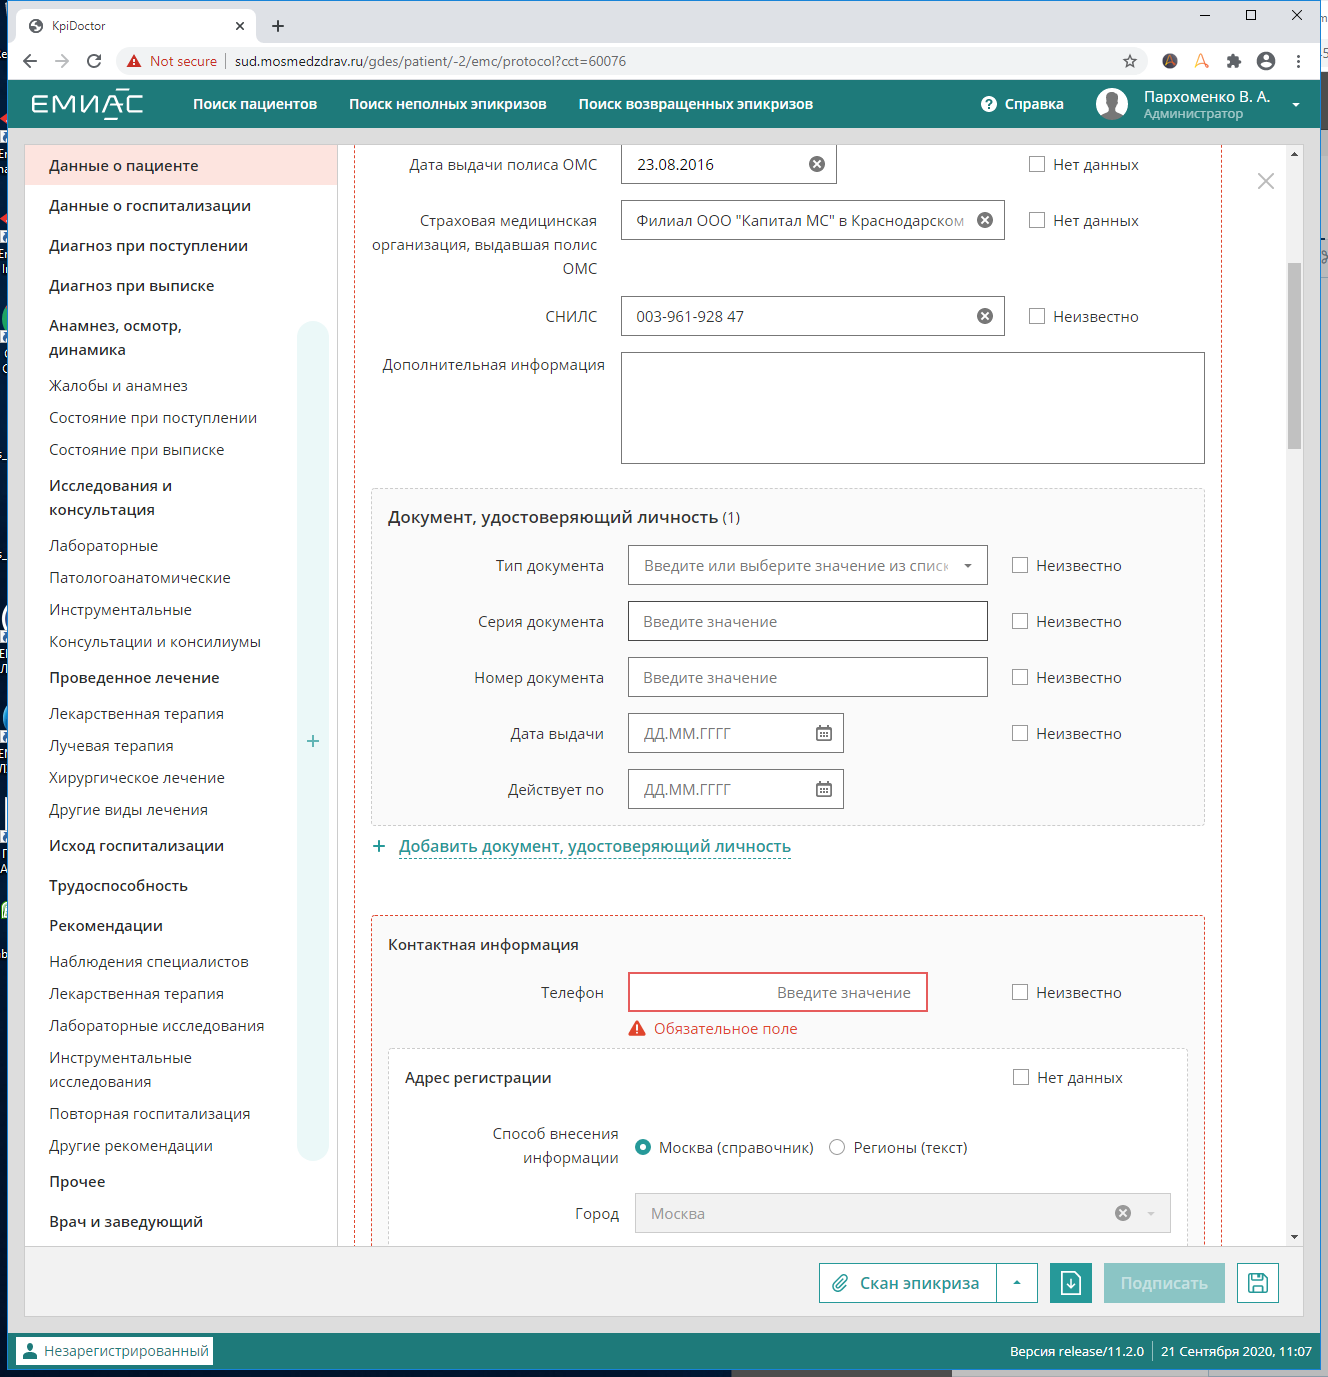 KpiDoctor
Not secure
sud.mosmedzdrav.ru/gdes/patient/-2/emc/protocol?cct=60076
ЕМИАС
Поиск пациентов
Поиск неполных эпикризов
Поиск возвращенных эпикризов
Справка
Пархоменко В. А.
Администратор
Данные о пациенте
Данные о госпитализации
Диагноз при поступлении
Диагноз при выписке
Анамнез, осмотр,
динамика
Жалобы и анамнез
Состояние при поступлении
Состояние при выписке
Исследования и
консультация
Лабораторные
Патологоанатомические
Инструментальные
Консультации и консилиумы
Проведенное лечение
Лекарственная терапия
Лучевая терапия
Хирургическое лечение
Другие виды лечения
Исход госпитализации
Трудоспособность
Рекомендации
Наблюдения специалистов
Лекарственная терапия
Лабораторные исследования
Инструментальные
исследования
Повторная госпитализация
Другие рекомендации
Прочее
Врач и заведующий
Дата выдачи полиса ОМС
23.08.2016
Нет данных
Страховая медицинская
организация, выдавшая полис
ОМС
Филиал ООО "Капитал МС" в Краснодарском
Нет данных
СНИЛС
003-961-928 47
Неизвестно
Дополнительная информация
Документ, удостоверяющий личность (1)
Тип документа
Введите или выберите значение из списк
Неизвестно
Серия документа
Введите значение
Неизвестно
Номер документа
Введите значение
Неизвестно
Дата выдачи
ДД.ММ.ГГГГ
Неизвестно
Действует по
ДД.ММ.ГГГГ
+ Добавить документ, удостоверяющий личность
Контактная информация
Телефон
Введите значение
Неизвестно
Обязательное поле
Адрес регистрации
Нет данных
Способ внесения
информации
Москва (справочник)
Регионы (текст)
Город
Москва
Скан эпикриза
Подписать
Незарегистрированный
Версия release/11.2.0
21 Сентября 2020, 11:07